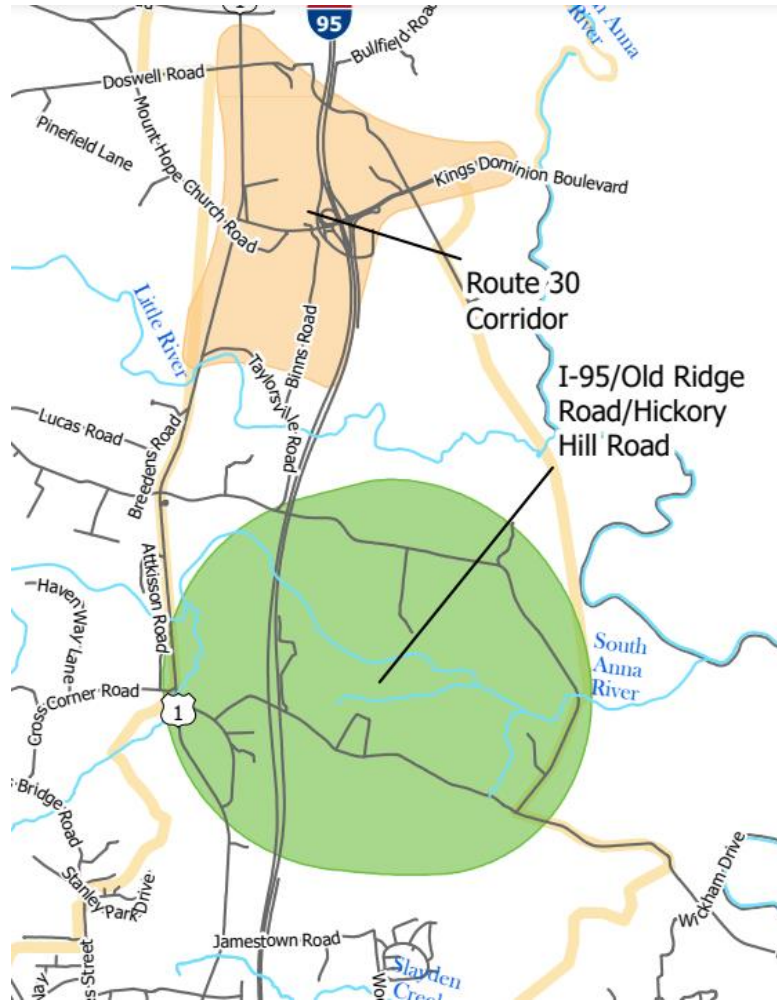 95
Bullfield Road
Anna
River
Doswell Road
Pinefield Lane
Mount Hope Church Road
Kings Dominion Boulevard
Route 30
Corridor
Little River
Binns Road
Taylorsville Road
I-95/Old Ridge
Road/Hickory
Hill Road
Lucas Road
Breedens Road
Attkisson Road
Haven Way Lane
South
Anna
River
Cross Corner Road
1
Bridge Road
Stanley Park Drive
Wickham Drive
Jamestown Road
Slayden
Creek